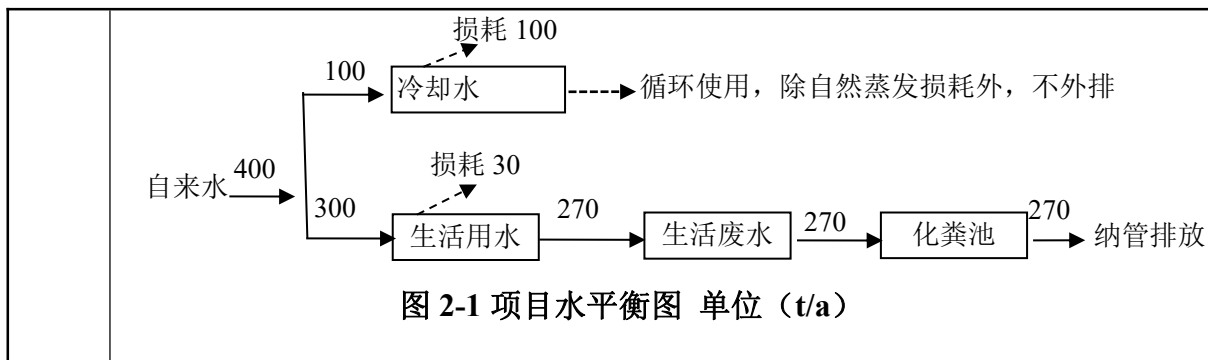 损耗 100
100
冷却水
循环使用，除自然蒸发损耗外，不外排
自来水
400
损耗 30
300
生活用水
270
生活废水
270
化粪池
270
纳管排放
图 2-1 项目水平衡图 单位（t/a）